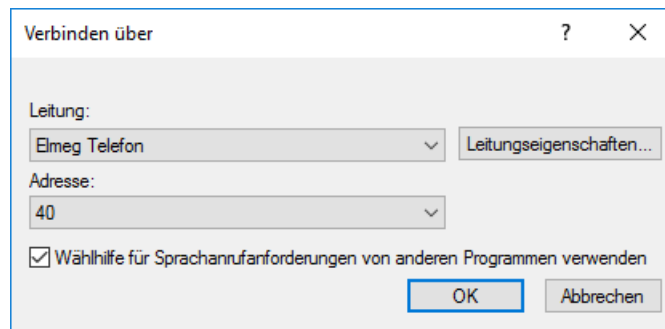 Verbinden über ?
Leitung:
Elmeg Telefon Leitungseigenschaften...
Adresse:
40
Wählhilfe für Sprachanrufanforderungen von anderen Programmen verwenden
OK Abbrechen